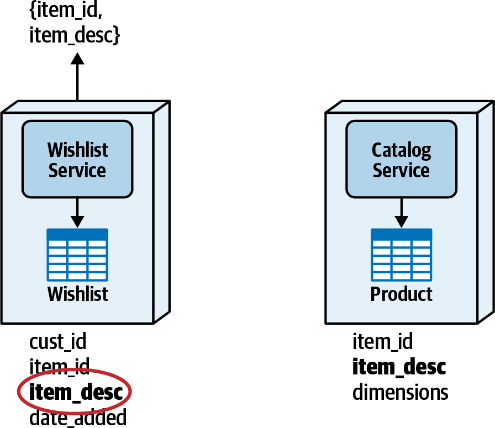 {item_id,
item_desc}
Wishlist
Service
Wishlist
cust_id
item_id
item_desc
date_added
Catalog
Service
Product
item_id
item_desc
dimensions